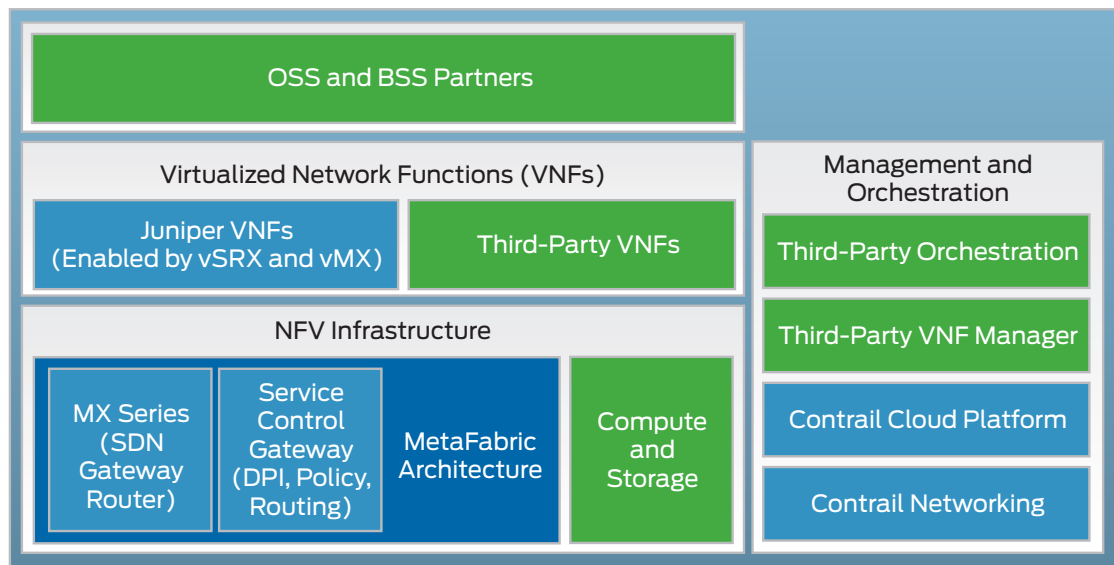 OSS and BSS Partners
Virtualized Network Functions (VNFs)
Juniper VNFs
(Enabled by vSRX and vMX)
Third-Party VNFs
NFV Infrastructure
MX Series
(SDN
Gateway
Router)
Service
Control
Gateway
(DPI, Policy,
Routing)
MetaFabric
Architecture
Compute
and
Storage
Management and
Orchestration
Third-Party Orchestration
Third-Party VNF Manager
Contrail Cloud Platform
Contrail Networking